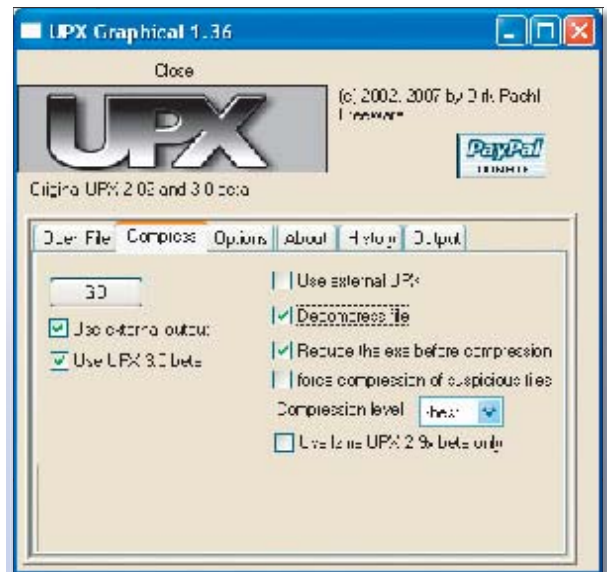 UPX Graphical 1.36
Close
UPX
(c) 2002, 2007 by Dirk Paehl
Freeware
PayPal
DONATE
Original UPX 2.03 and 3.0 beta
Open File Compress Options About History Output
GO
Use external UPX
Decompress file
Use external output
Reduce the exe before compression
Use UPX 3.0 beta
force compression of suspicious files
Compression level -best
Use lzma UPX 2.9x beta only